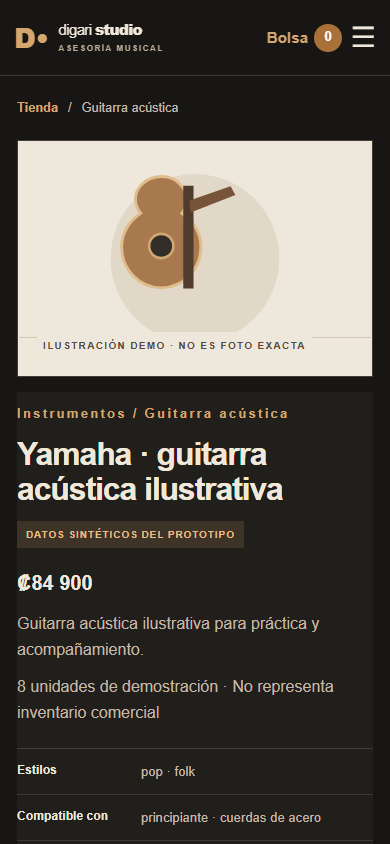 D
digari studio
ASESORÍA MUSICAL
Bolsa 0
Tienda / Guitarra acústica
ILUSTRACIÓN DEMO · NO ES FOTO EXACTA
Instrumentos / Guitarra acústica
Yamaha · guitarra
acústica ilustrativa
DATOS SINTÉTICOS DEL PROTOTIPO
₡84 900
Guitarra acústica ilustrativa para práctica y
acompañamiento.
8 unidades de demostración · No representa
inventario comercial
Estilos pop · folk
Compatible con principiante · cuerdas de acero